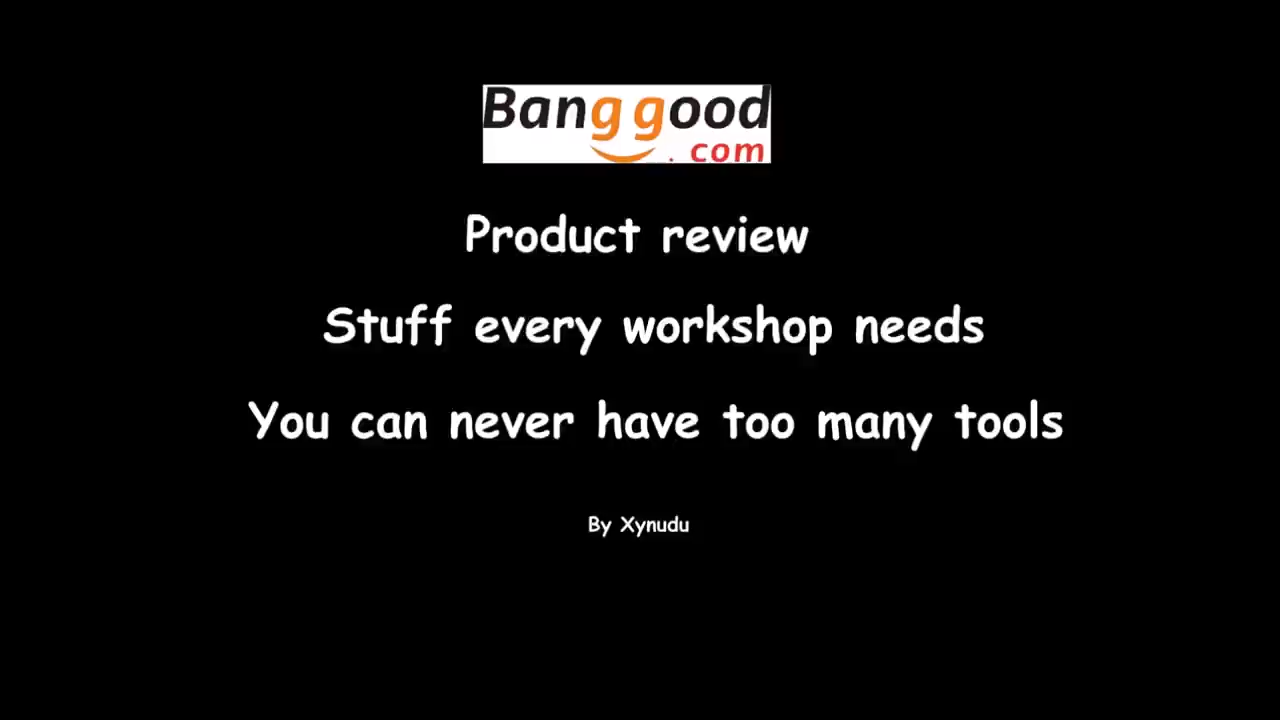 Banggood
.com
Product review
Stuff every workshop needs
You can never have too many tools
By Xynudu